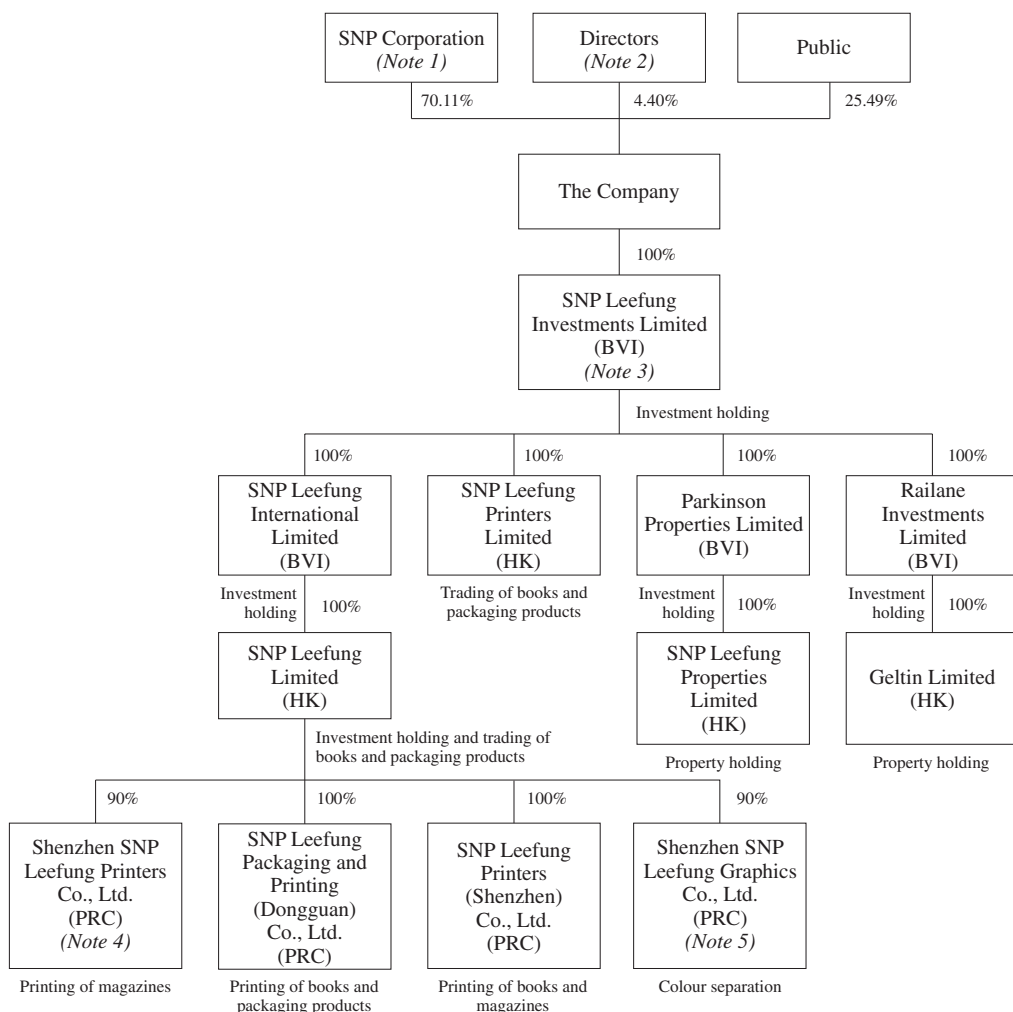 SNP Corporation
(Note 1)
Directors
(Note 2)
Public
70.11%
4.40%
25.49%
The Company
100%
SNP Leefung
Investments Limited
(BVI)
(Note 3)
Investment holding
100%
100%
100%
100%
SNP Leefung
International
Limited
(BVI)
SNP Leefung
Printers
Limited
(HK)
Parkinson
Properties Limited
(BVI)
Railane
Investments
Limited
(BVI)
Investment
holding
100%
Trading of books and
packaging products
Investment
holding
100%
Investment
holding
100%
SNP Leefung
Limited
(HK)
SNP Leefung
Properties
Limited
(HK)
Geltin Limited
(HK)
Investment holding and trading of
books and packaging products
Property holding
Property holding
90%
100%
100%
90%
Shenzhen SNP
Leefung Printers
Co., Ltd.
(PRC)
(Note 4)
SNP Leefung
Packaging and
Printing
(Dongguan)
Co., Ltd.
(PRC)
SNP Leefung
Printers
(Shenzhen)
Co., Ltd.
(PRC)
Shenzhen SNP
Leefung Graphics
Co., Ltd.
(PRC)
(Note 5)
Printing of magazines
Printing of books and
packaging products
Printing of books and
magazines
Colour separation